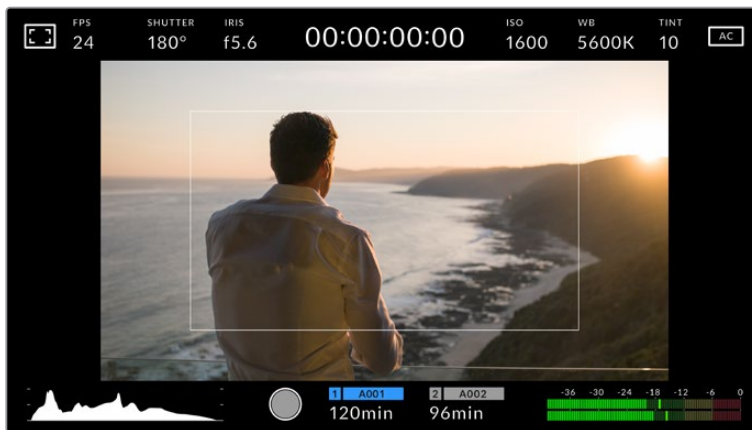 FPS SHUTTER IRIS ISO WB TINT
24 180° f5.6 00:00:00:00 1600 5600K 10 AC
1 A001 2 A002
120min 96min
-36 -30 -24 -18 -12 -6 0